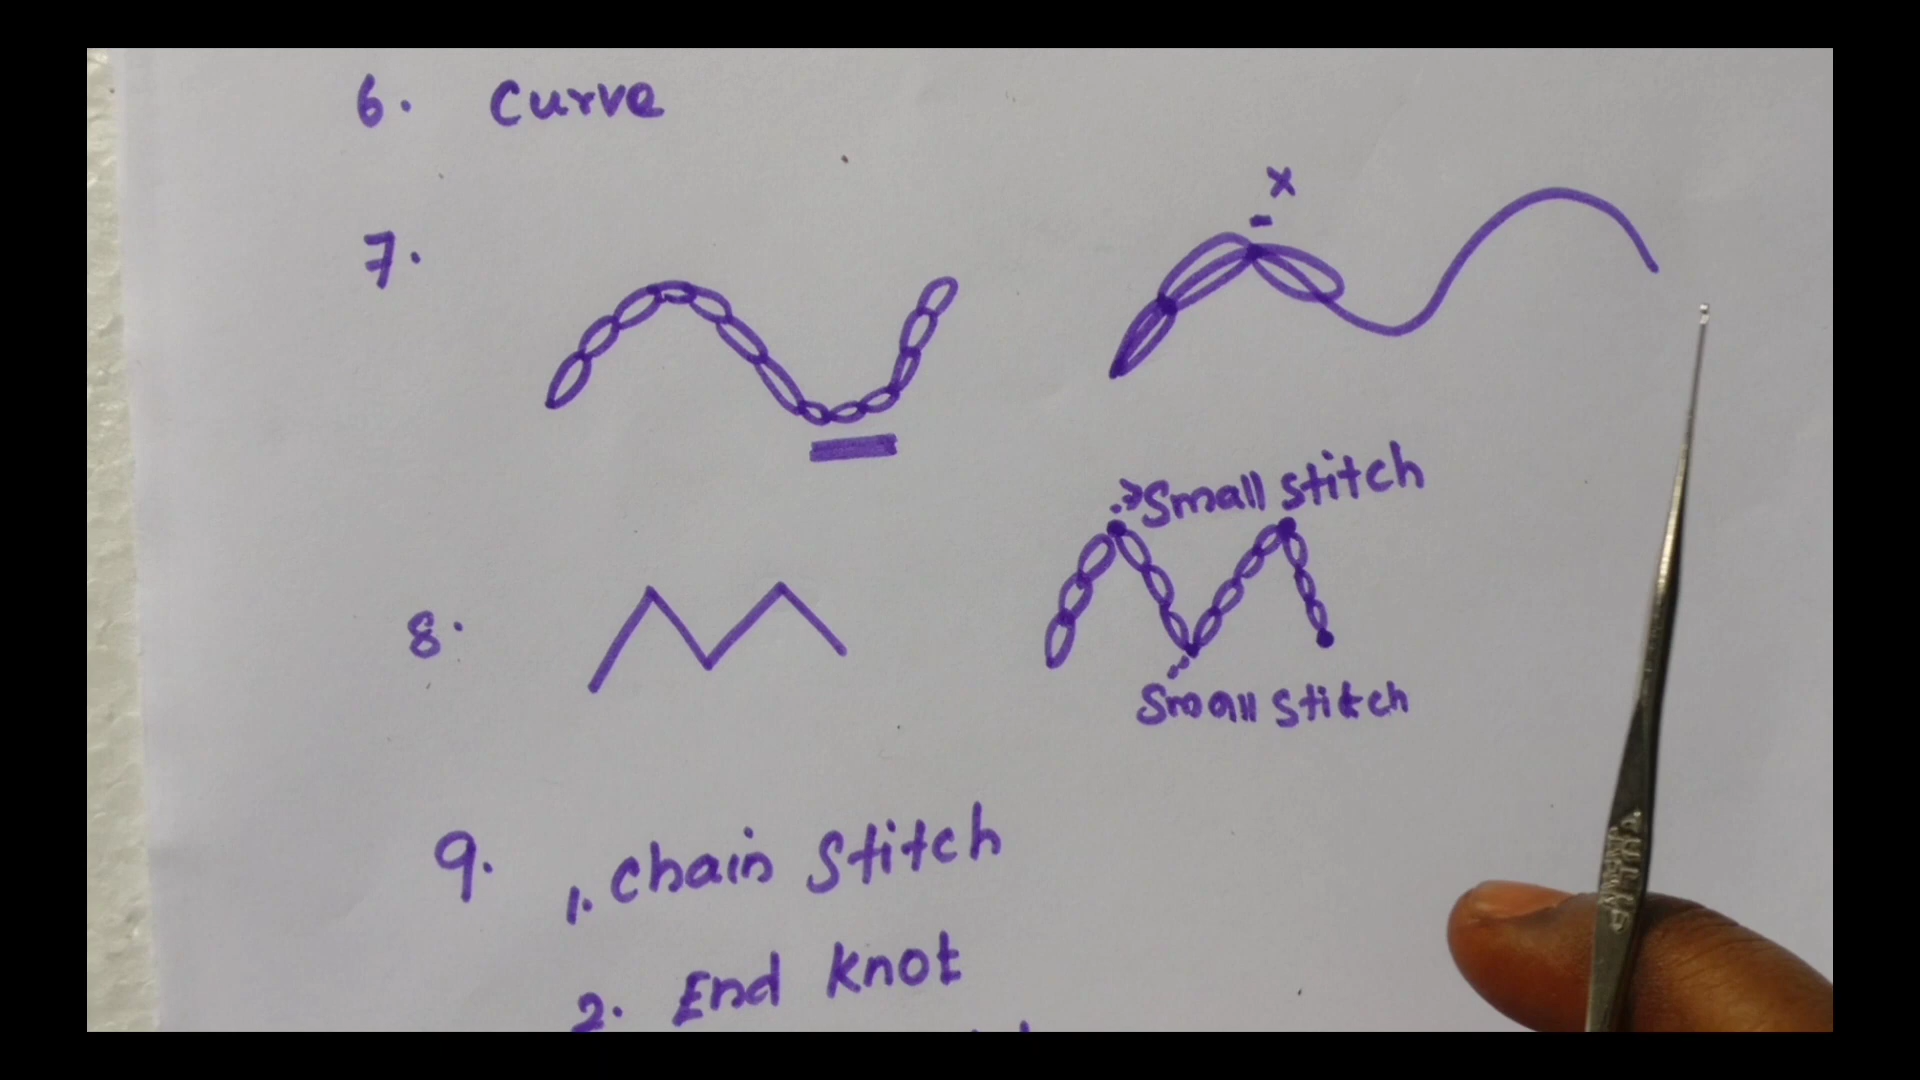 6. Curve
7.
x
Small stitch
8.
Small stitch
9. 1. Chain Stitch
2. End knot